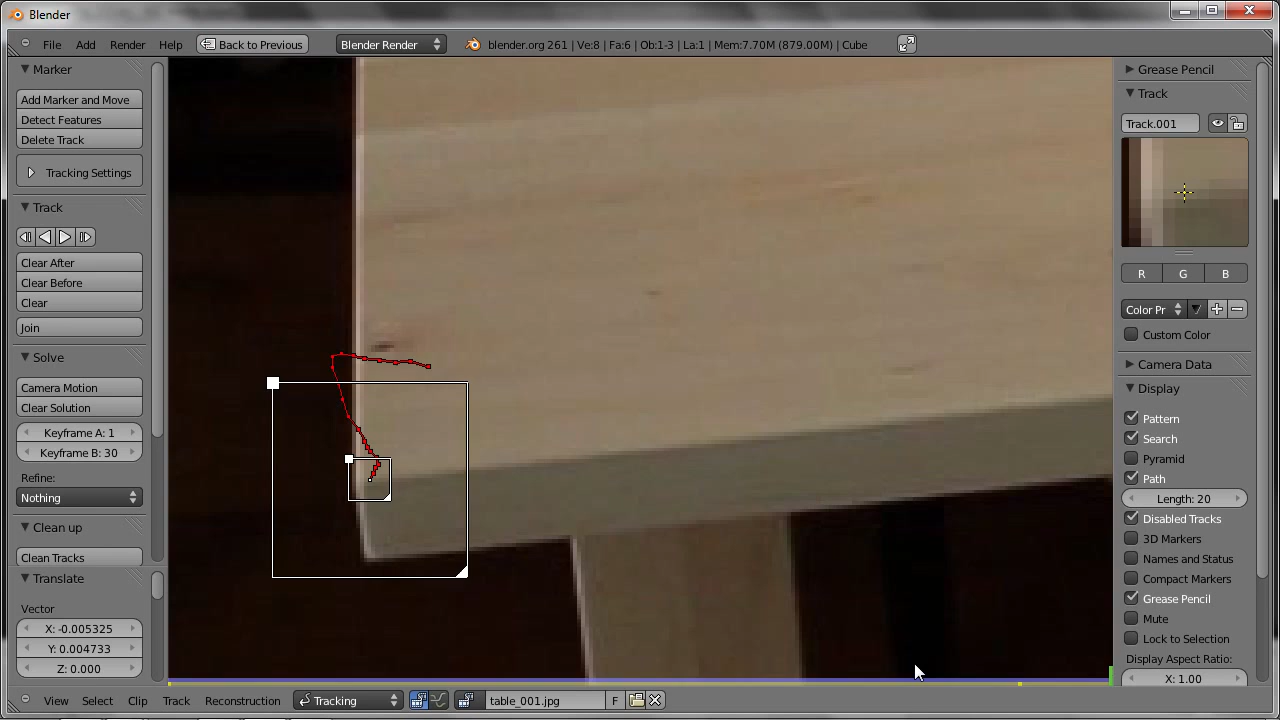 Blender
File Add Render Help Back to Previous Blender Render blender.org 261 | Ve:8 | Fa:6 | Ob:1-3 | La:1 | Mem:7.70M (879.00M) | Cube
Marker
Add Marker and Move
Detect Features
Delete Track
Tracking Settings
Track
Clear After
Clear Before
Clear
Join
Solve
Camera Motion
Clear Solution
Keyframe A: 1
Keyframe B: 30
Refine:
Nothing
Clean up
Clean Tracks
Translate
Vector
X: -0.005325
Y: 0.004733
Z: 0.000
Grease Pencil
Track
Track.001
R G B
Color Pr
Custom Color
Camera Data
Display
Pattern
Search
Pyramid
Path
Length: 20
Disabled Tracks
3D Markers
Names and Status
Compact Markers
Grease Pencil
Mute
Lock to Selection
Display Aspect Ratio:
X: 1.00
View Select Clip Track Reconstruction Tracking table_001.jpg F